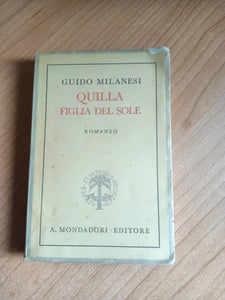 GUIDO MILANESI
QUILLA
FIGLIA DEL SOLE
ROMANZO
A. MONDADORI - EDITORE